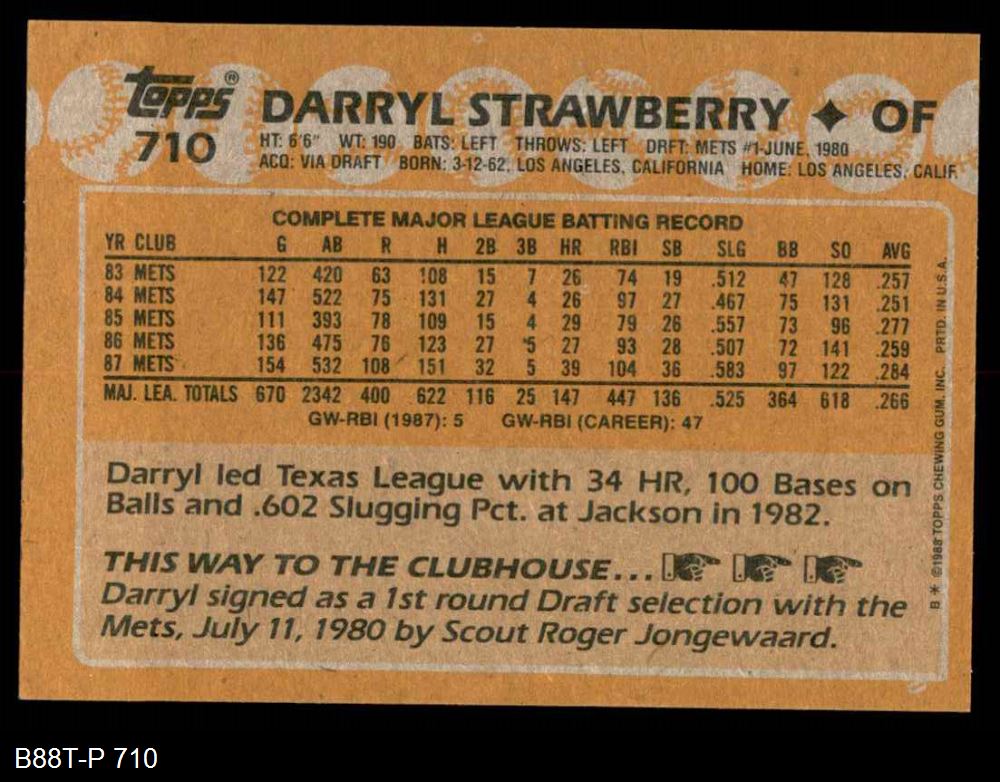 topps®
710
DARRYL STRAWBERRY ✦ OF
HT: 6'6" WT: 190 BATS: LEFT THROWS: LEFT DRFT: METS #1-JUNE, 1980
ACQ: VIA DRAFT BORN: 3-12-62, LOS ANGELES, CALIFORNIA HOME: LOS ANGELES, CALIF.
COMPLETE MAJOR LEAGUE BATTING RECORD
YR CLUB G AB R H 2B 3B HR RBI SB SLG BB SO AVG
83 METS 122 420 63 108 15 7 26 74 19 .512 47 128 .257
84 METS 147 522 75 131 27 4 26 97 27 .467 75 131 .251
85 METS 111 393 78 109 15 4 29 79 26 .557 73 96 .277
86 METS 136 475 76 123 27 5 27 93 28 .507 72 141 .259
87 METS 154 532 108 151 32 5 39 104 36 .583 97 122 .284
MAJ. LEA. TOTALS 670 2342 400 622 116 25 147 447 136 .525 364 618 .266
GW-RBI (1987): 5 GW-RBI (CAREER): 47
Darryl led Texas League with 34 HR, 100 Bases on
Balls and .602 Slugging Pct. at Jackson in 1982.
THIS WAY TO THE CLUBHOUSE...
Darryl signed as a 1st round Draft selection with the
Mets, July 11, 1980 by Scout Roger Jongewaard.
B * ©1988 TOPPS CHEWING GUM, INC. PRTD. IN U.S.A.
B88T-P 710